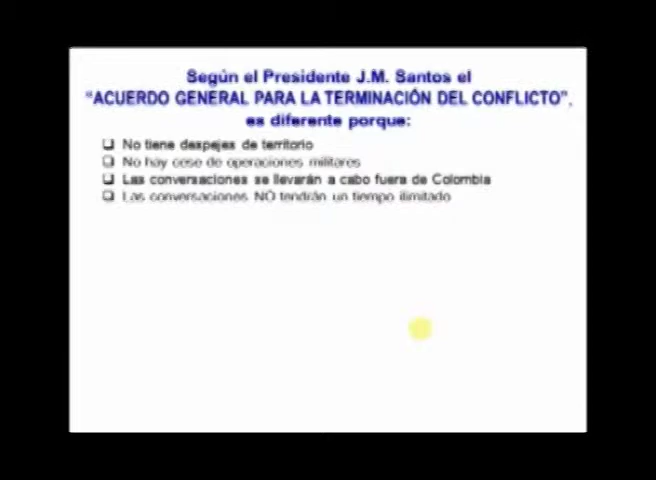 Según el Presidente J.M. Santos el
“ACUERDO GENERAL PARA LA TERMINACIÓN DEL CONFLICTO”,
es diferente porque:
❑ No tiene despejes de territorio
❑ No hay cese de operaciones militares
❑ Las conversaciones se llevarán a cabo fuera de Colombia
❑ Las conversaciones NO tendrán un tiempo ilimitado